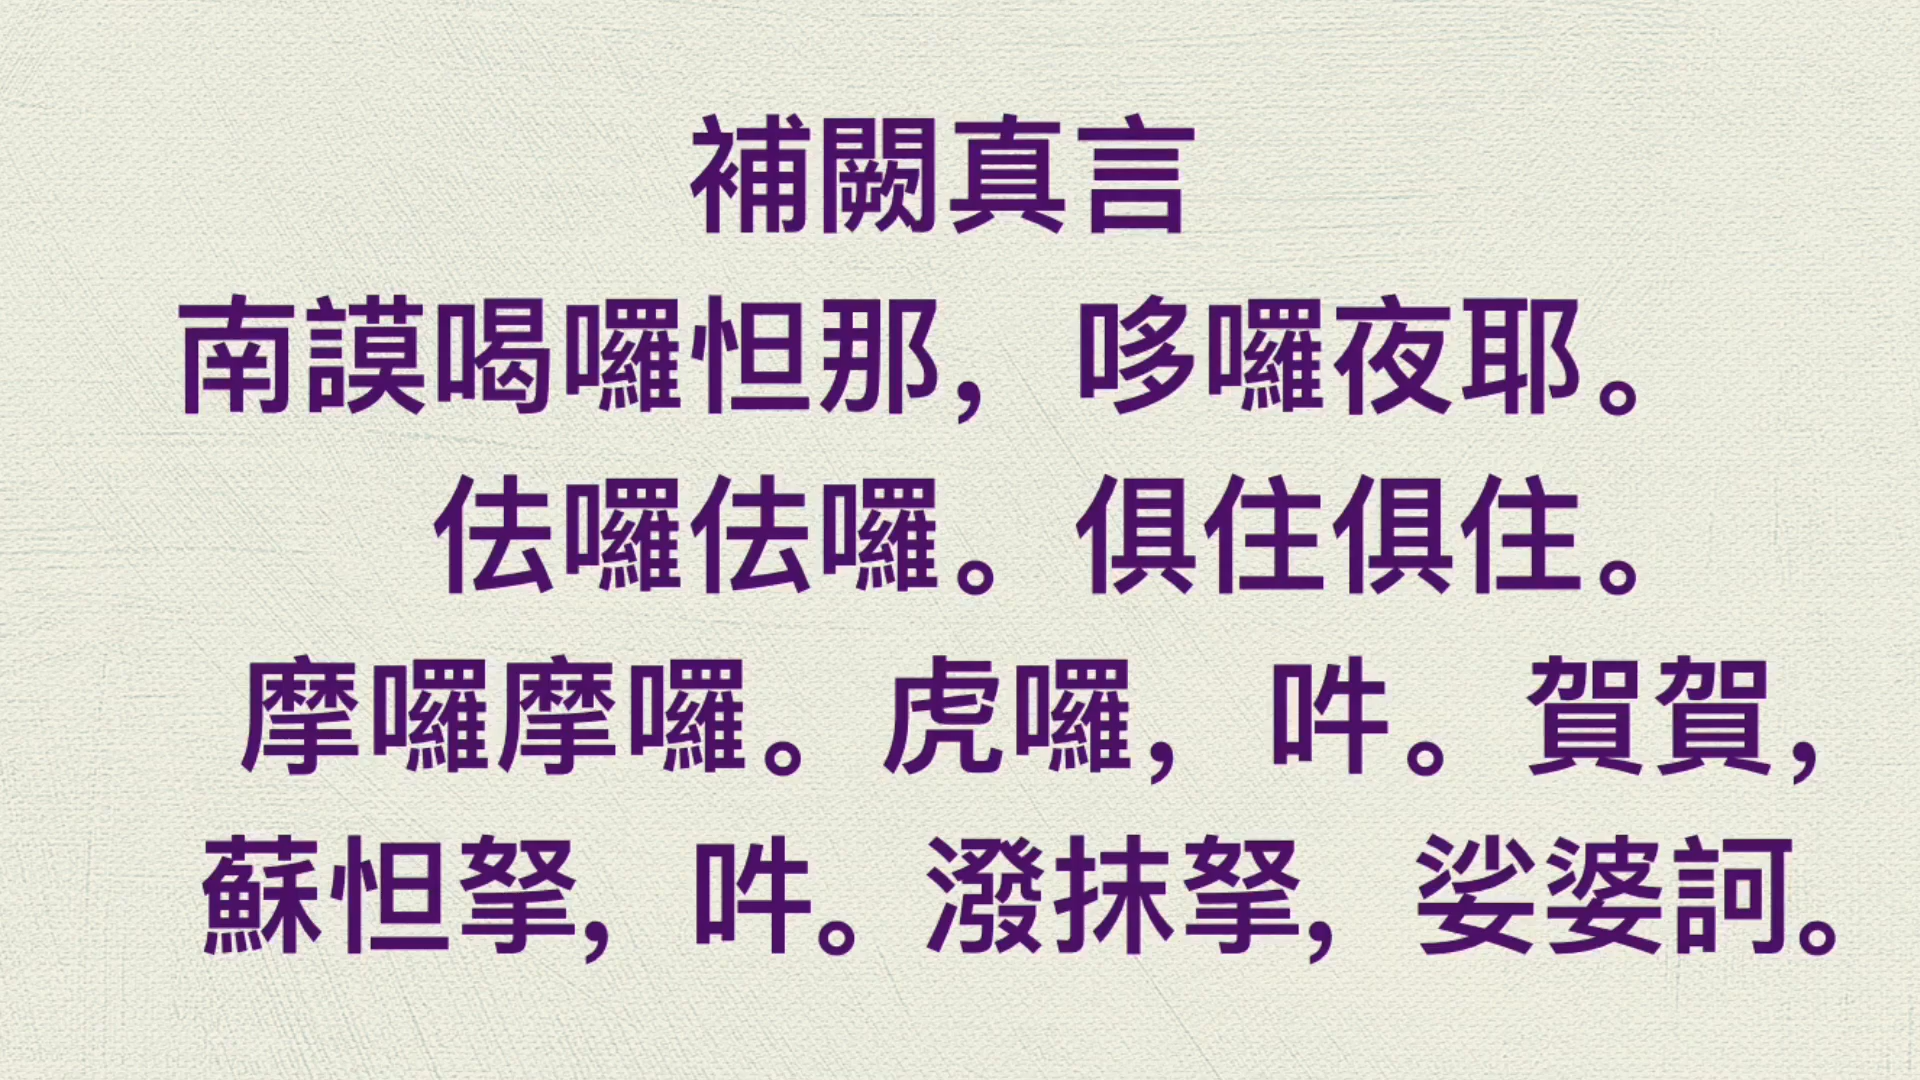 補闕真言
南謨喝囉怛那，哆囉夜耶。
佉囉佉囉。俱住俱住。
摩囉摩囉。虎囉，吽。賀賀，
蘇怛拏，吽。潑抹拏，娑婆訶。